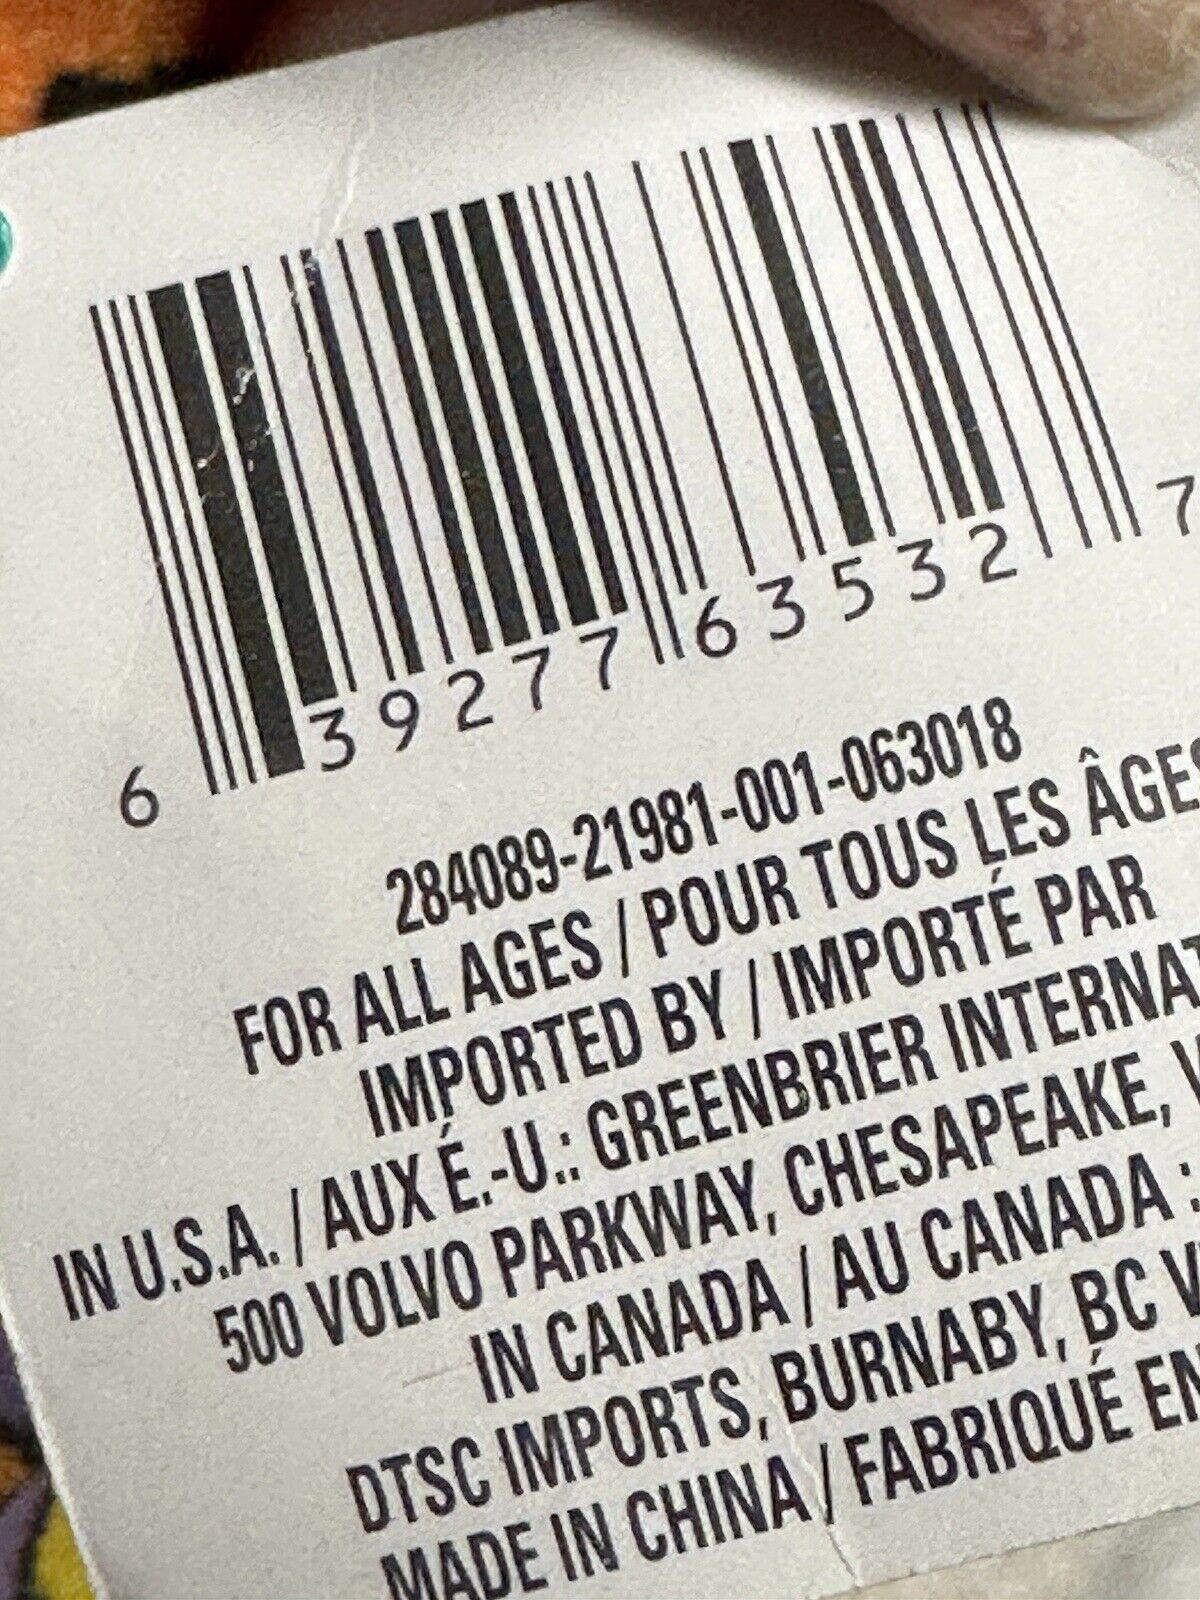 6 39277 63532 7
284089-21981-001-063018
FOR ALL AGES / POUR TOUS LES ÂGES
IMPORTED BY / IMPORTÉ PAR
IN U.S.A. / AUX É.-U.: GREENBRIER
500 VOLVO PARKWAY, CHESAPEAKE,
IN CANADA / AU CANADA :
DTSC IMPORTS, BURNABY, BC
MADE IN CHINA / FABRIQUÉ EN